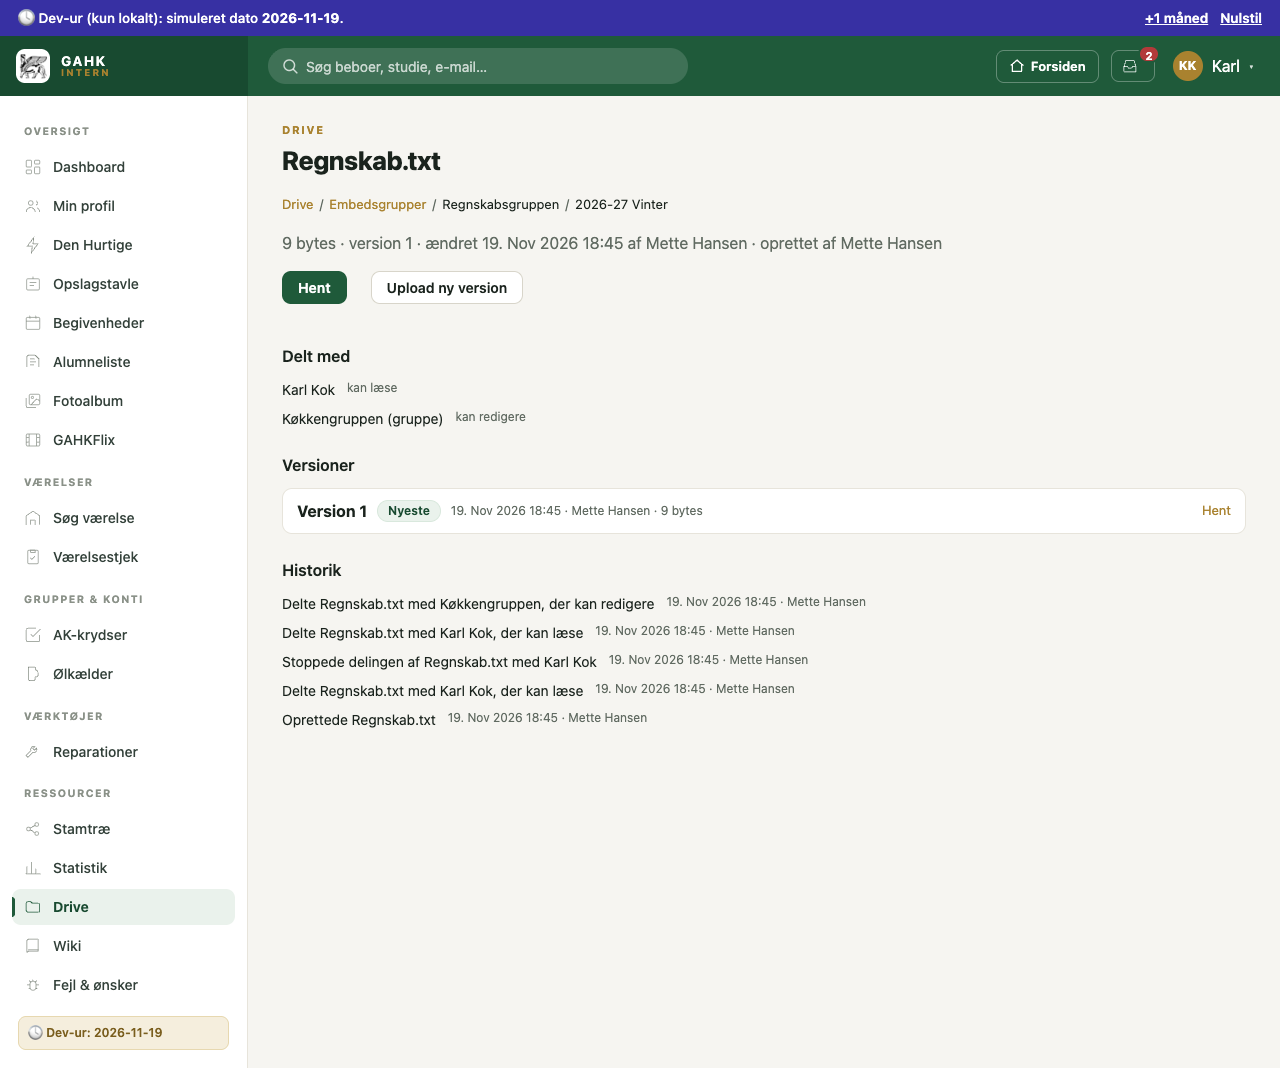 Dev-ur (kun lokalt): simuleret dato 2026-11-19.
+1 måned Nulstil
GAHK
INTERN
Søg beboer, studie, e-mail...
Forsiden
2
KK Karl
OVERSIGT
Dashboard
Min profil
Den Hurtige
Opslagstavle
Begivenheder
Alumneliste
Fotoalbum
GAHKFlix
VÆRELSER
Søg værelse
Værelsestjek
GRUPPER & KONTI
AK-krydser
Ølkælder
VÆRKTØJER
Reparationer
RESSOURCER
Stamtræ
Statistik
Drive
Wiki
Fejl & ønsker
Dev-ur: 2026-11-19
DRIVE
Regnskab.txt
Drive / Embedsgrupper / Regnskabsgruppen / 2026-27 Vinter
9 bytes · version 1 · ændret 19. Nov 2026 18:45 af Mette Hansen · oprettet af Mette Hansen
Hent Upload ny version
Delt med
Karl Kok kan læse
Køkkengruppen (gruppe) kan redigere
Versioner
Version 1 Nyeste 19. Nov 2026 18:45 · Mette Hansen · 9 bytes Hent
Historik
Delte Regnskab.txt med Køkkengruppen, der kan redigere 19. Nov 2026 18:45 · Mette Hansen
Delte Regnskab.txt med Karl Kok, der kan læse 19. Nov 2026 18:45 · Mette Hansen
Stoppede delingen af Regnskab.txt med Karl Kok 19. Nov 2026 18:45 · Mette Hansen
Delte Regnskab.txt med Karl Kok, der kan læse 19. Nov 2026 18:45 · Mette Hansen
Oprettede Regnskab.txt 19. Nov 2026 18:45 · Mette Hansen